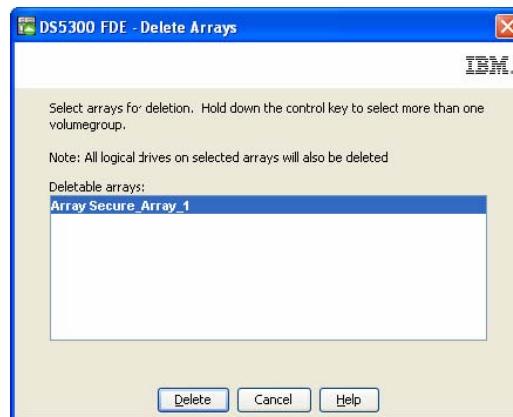 DS5300 FDE - Delete Arrays
IBM.
Select arrays for deletion. Hold down the control key to select more than one
volumegroup.
Note: All logical drives on selected arrays will also be deleted
Deletable arrays:
Array Secure_Array_1
Delete Cancel Help